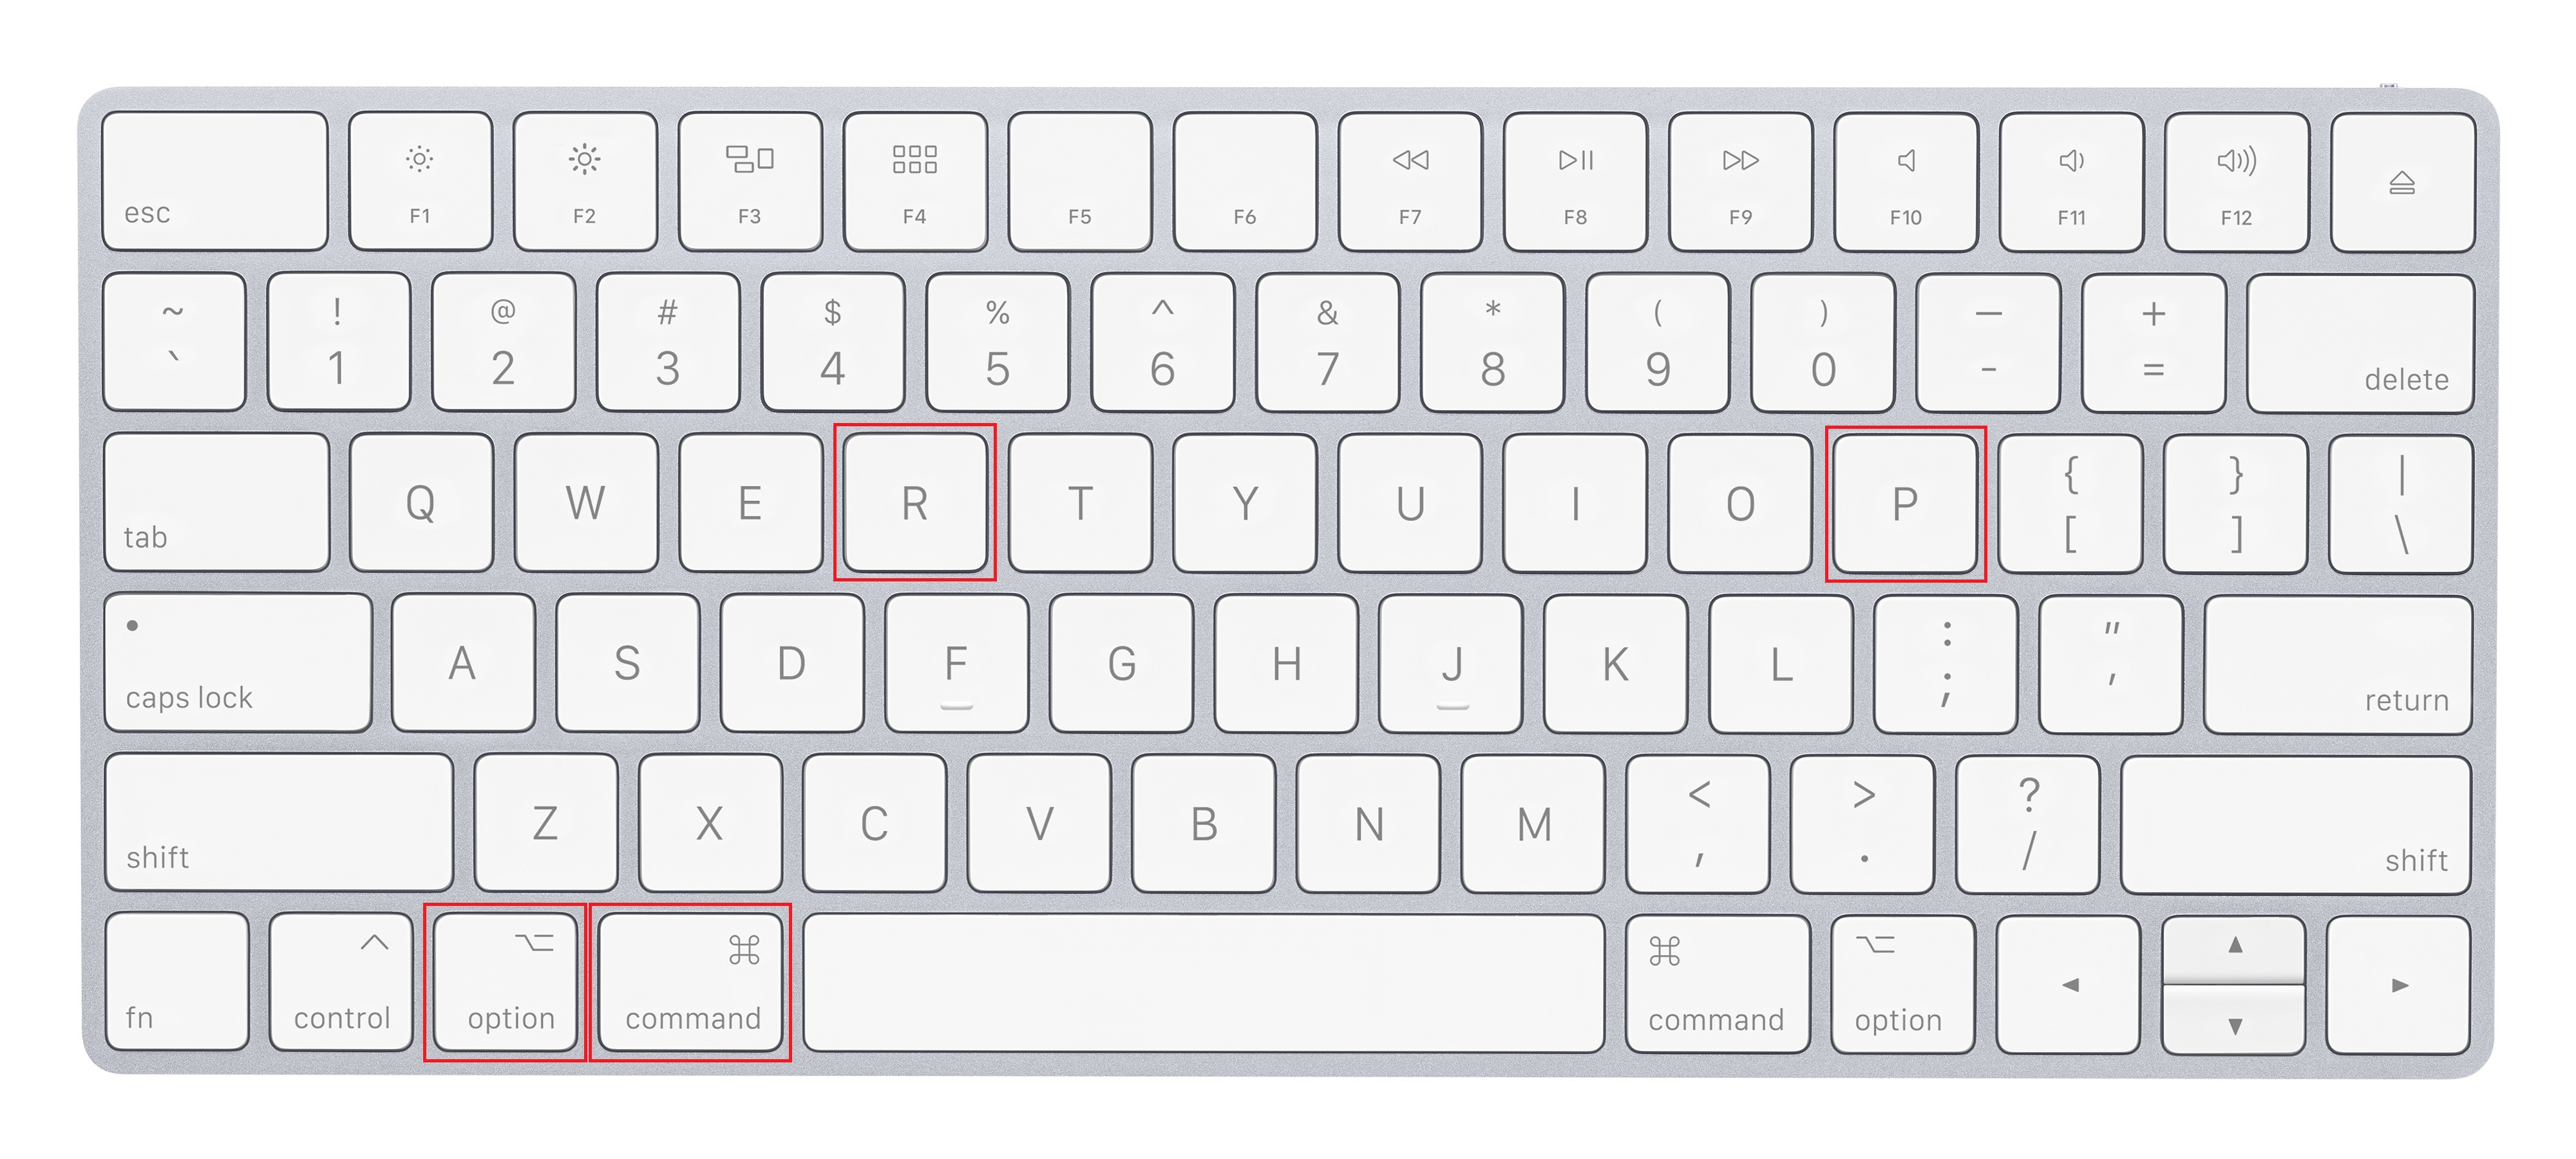 esc F1 F2 F3 F4 F5 F6 F7 F8 F9 F10 F11 F12
~ ! @ # $ % ^ & * ( ) — +
` 1 2 3 4 5 6 7 8 9 0 - =
delete
tab Q W E R T Y U I O P { } |
[ ] \
caps lock A S D F G H J K L : "
; '
return
shift Z X C V B N M < > ?
, . /
shift
fn control option command command option